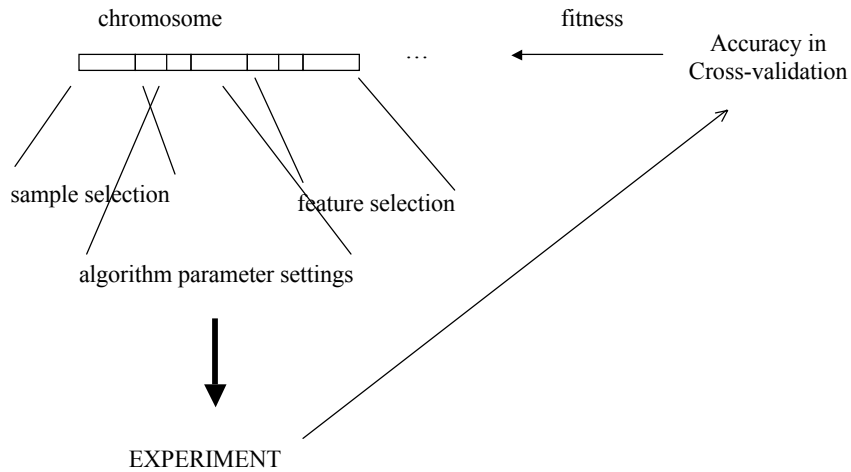 chromosome
fitness
...
Accuracy in
Cross-validation
sample selection
feature selection
algorithm parameter settings
EXPERIMENT